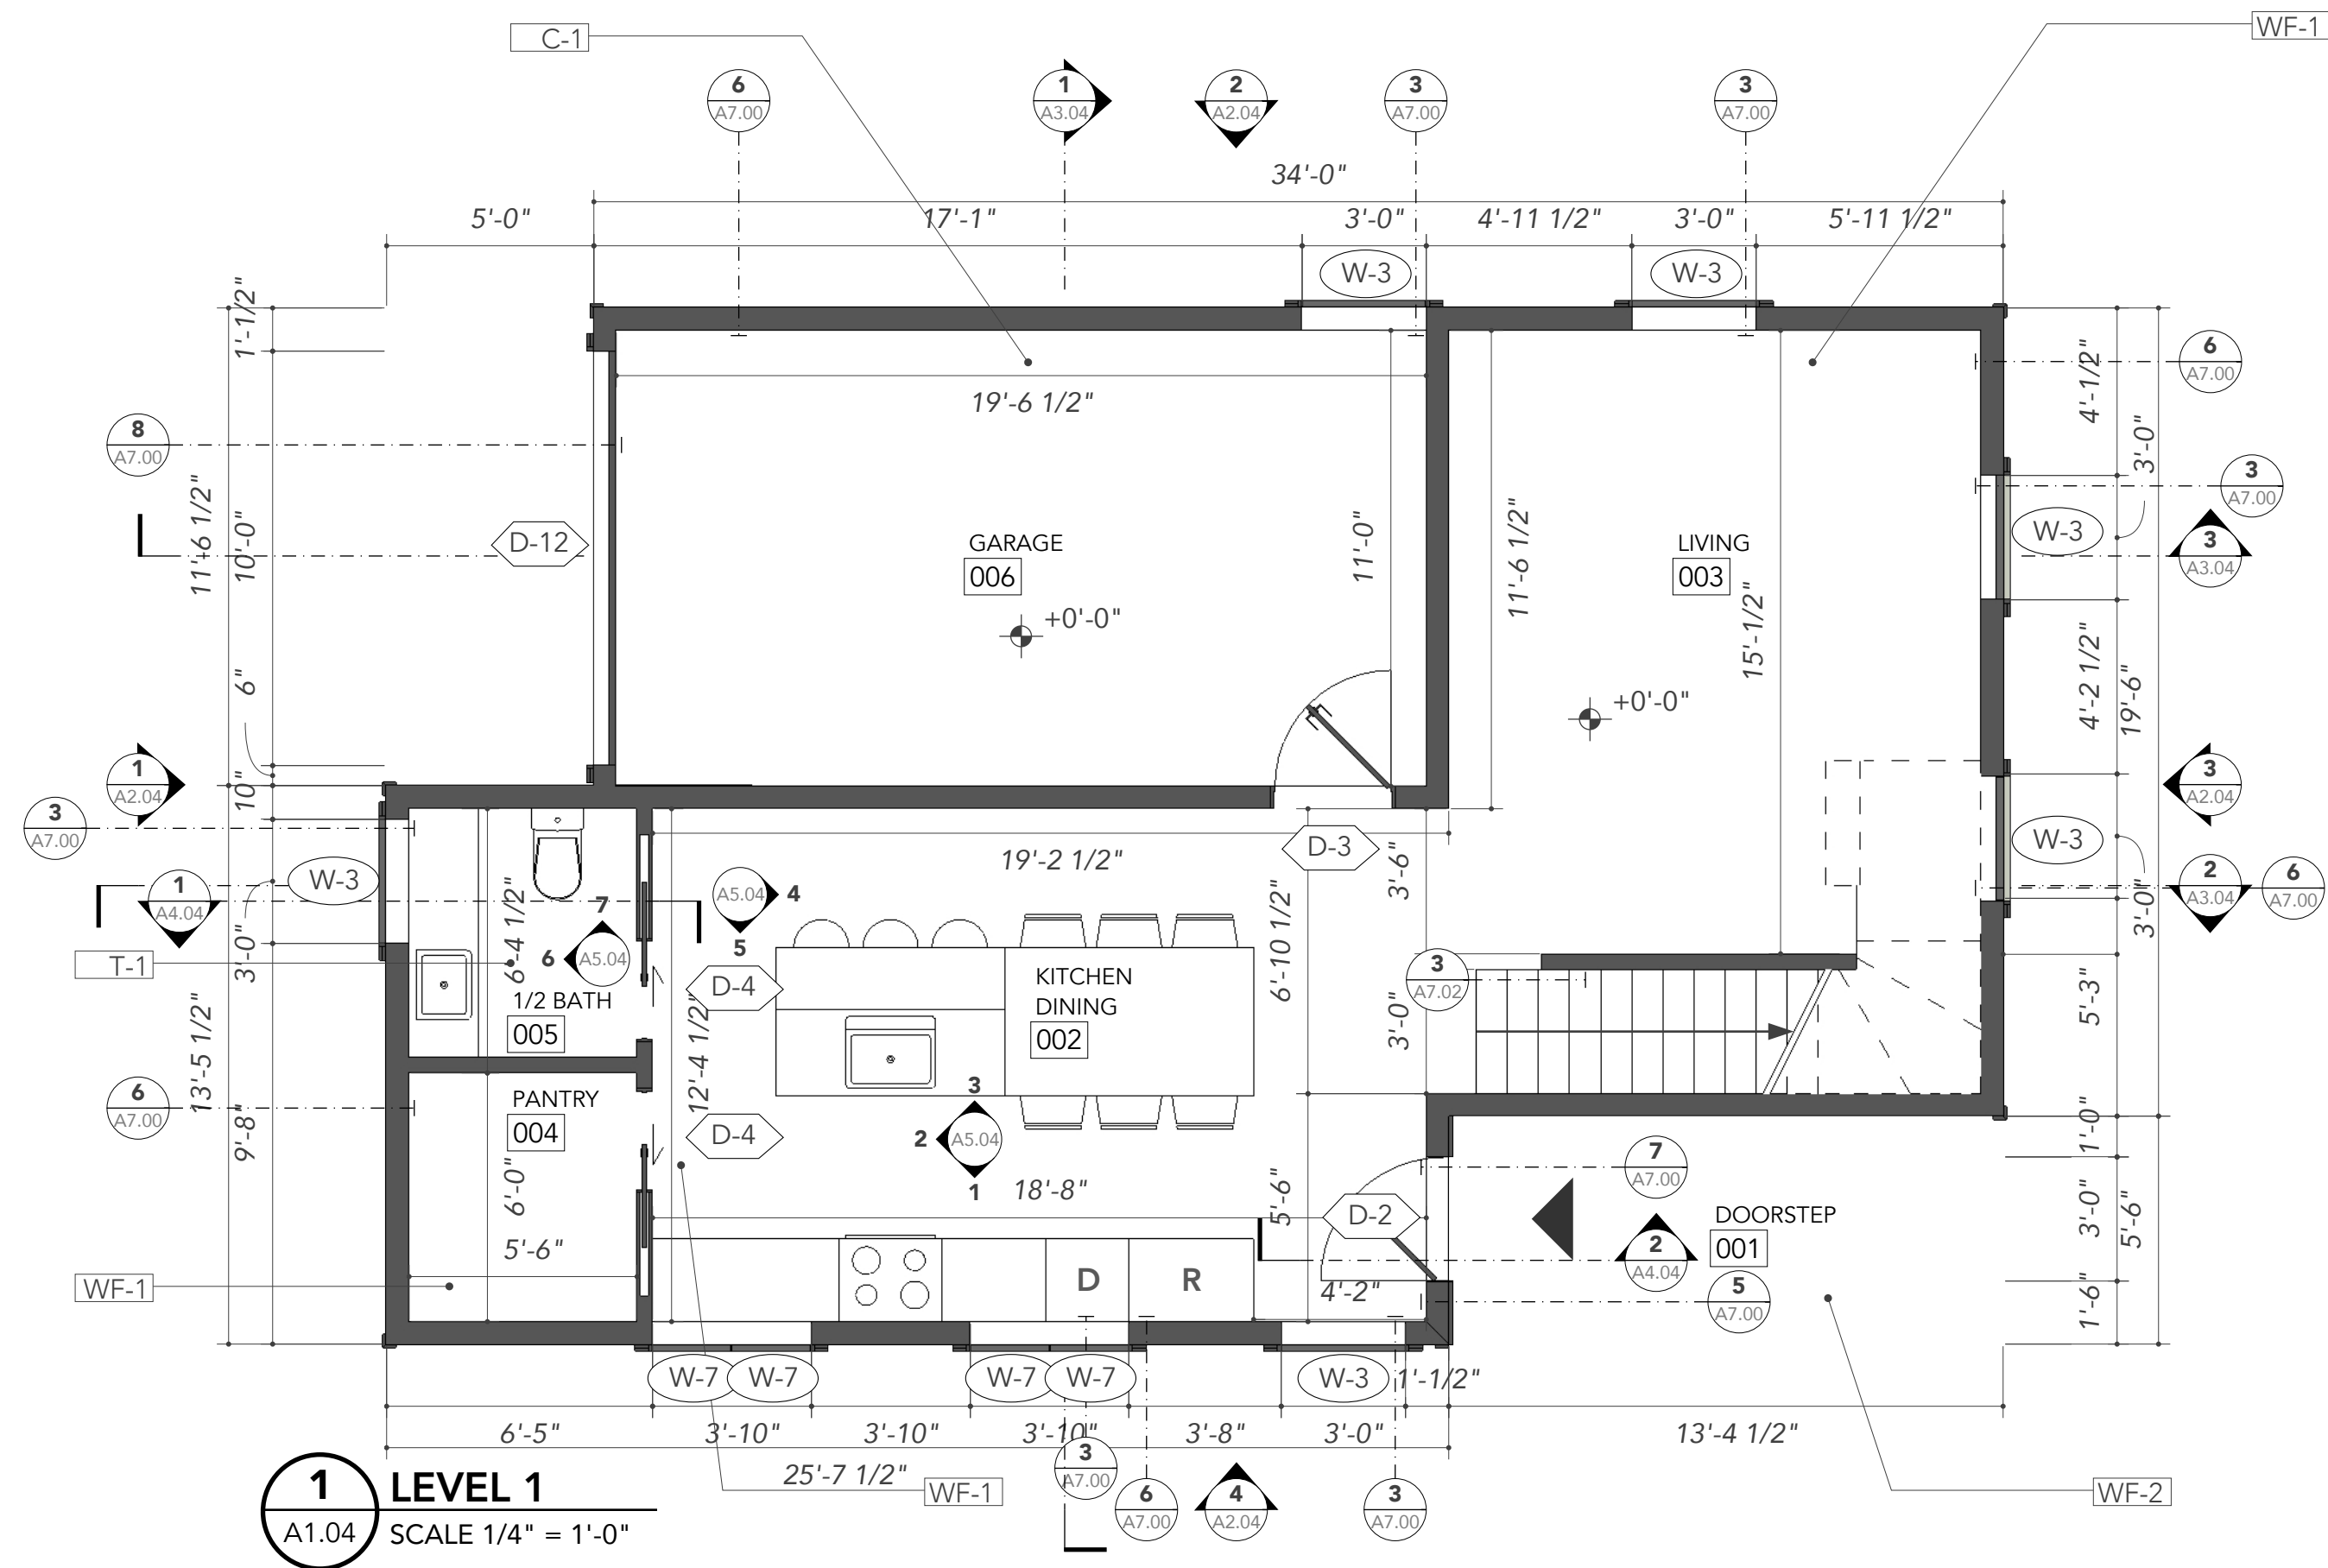 C-1
WF-1
6
A7.00
1
A3.04
2
A2.04
3
A7.00
3
A7.00
34'-0"
5'-0"
17'-1"
3'-0"
4'-11 1/2"
3'-0"
5'-11 1/2"
W-3
W-3
1'-1/2"
19'-6 1/2"
4'-1/2"
6
A7.00
8
A7.00
3'-0"
3
A7.00
11'-6 1/2"
10'-0"
D-12
GARAGE
006
+0'-0"
11'-0"
11'-6 1/2"
LIVING
003
15'-1/2"
+0'-0"
W-3
3
A3.04
6"
4'-2 1/2"
19'-6"
1
A2.04
10"
3
A2.04
3
A7.00
W-3
D-3
19'-2 1/2"
3'-6"
W-3
1
A4.04
7
6'-4 1/2"
A5.04
4
5
6'-10 1/2"
2
A3.04
6
A7.00
3'-0"
T-1
3'-0"
6
A5.04
D-4
KITCHEN
DINING
002
3
A7.02
1/2 BATH
005
12'-4 1/2"
3'-0"
5'-3"
13'-5 1/2"
6
A7.00
9'-8"
PANTRY
004
D-4
3
2
A5.04
1
1'-0"
6'-0"
18'-8"
5'-6"
D-2
7
A7.00
DOORSTEP
001
3'-0"
5'-6"
5'-6"
2
A4.04
WF-1
D
R
4'-2"
5
A7.00
1'-6"
W-7
W-7
W-7
W-7
W-3
1'-1/2"
6'-5"
3'-10"
3'-10"
3'-10"
3'-8"
3'-0"
13'-4 1/2"
25'-7 1/2"
WF-1
3
A7.00
6
A7.00
4
A2.04
3
A7.00
WF-2
1
A1.04
LEVEL 1
SCALE 1/4" = 1'-0"